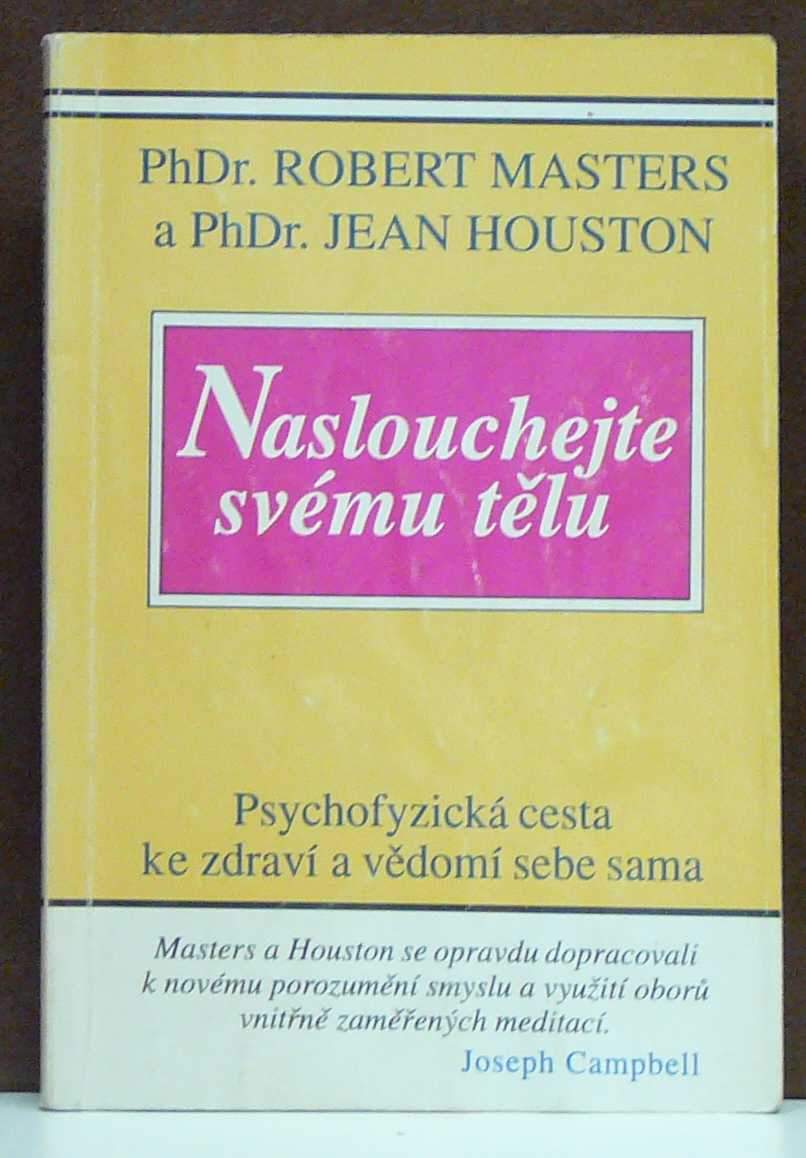 PhDr. ROBERT MASTERS
a PhDr. JEAN HOUSTON
Naslouchejte
svému tělu
Psychofyzická cesta
ke zdraví a vědomí sebe sama
Masters a Houston se opravdu dopracovali
k novému porozumění smyslu a využití oborů
vnitřně zaměřených meditací.
Joseph Campbell